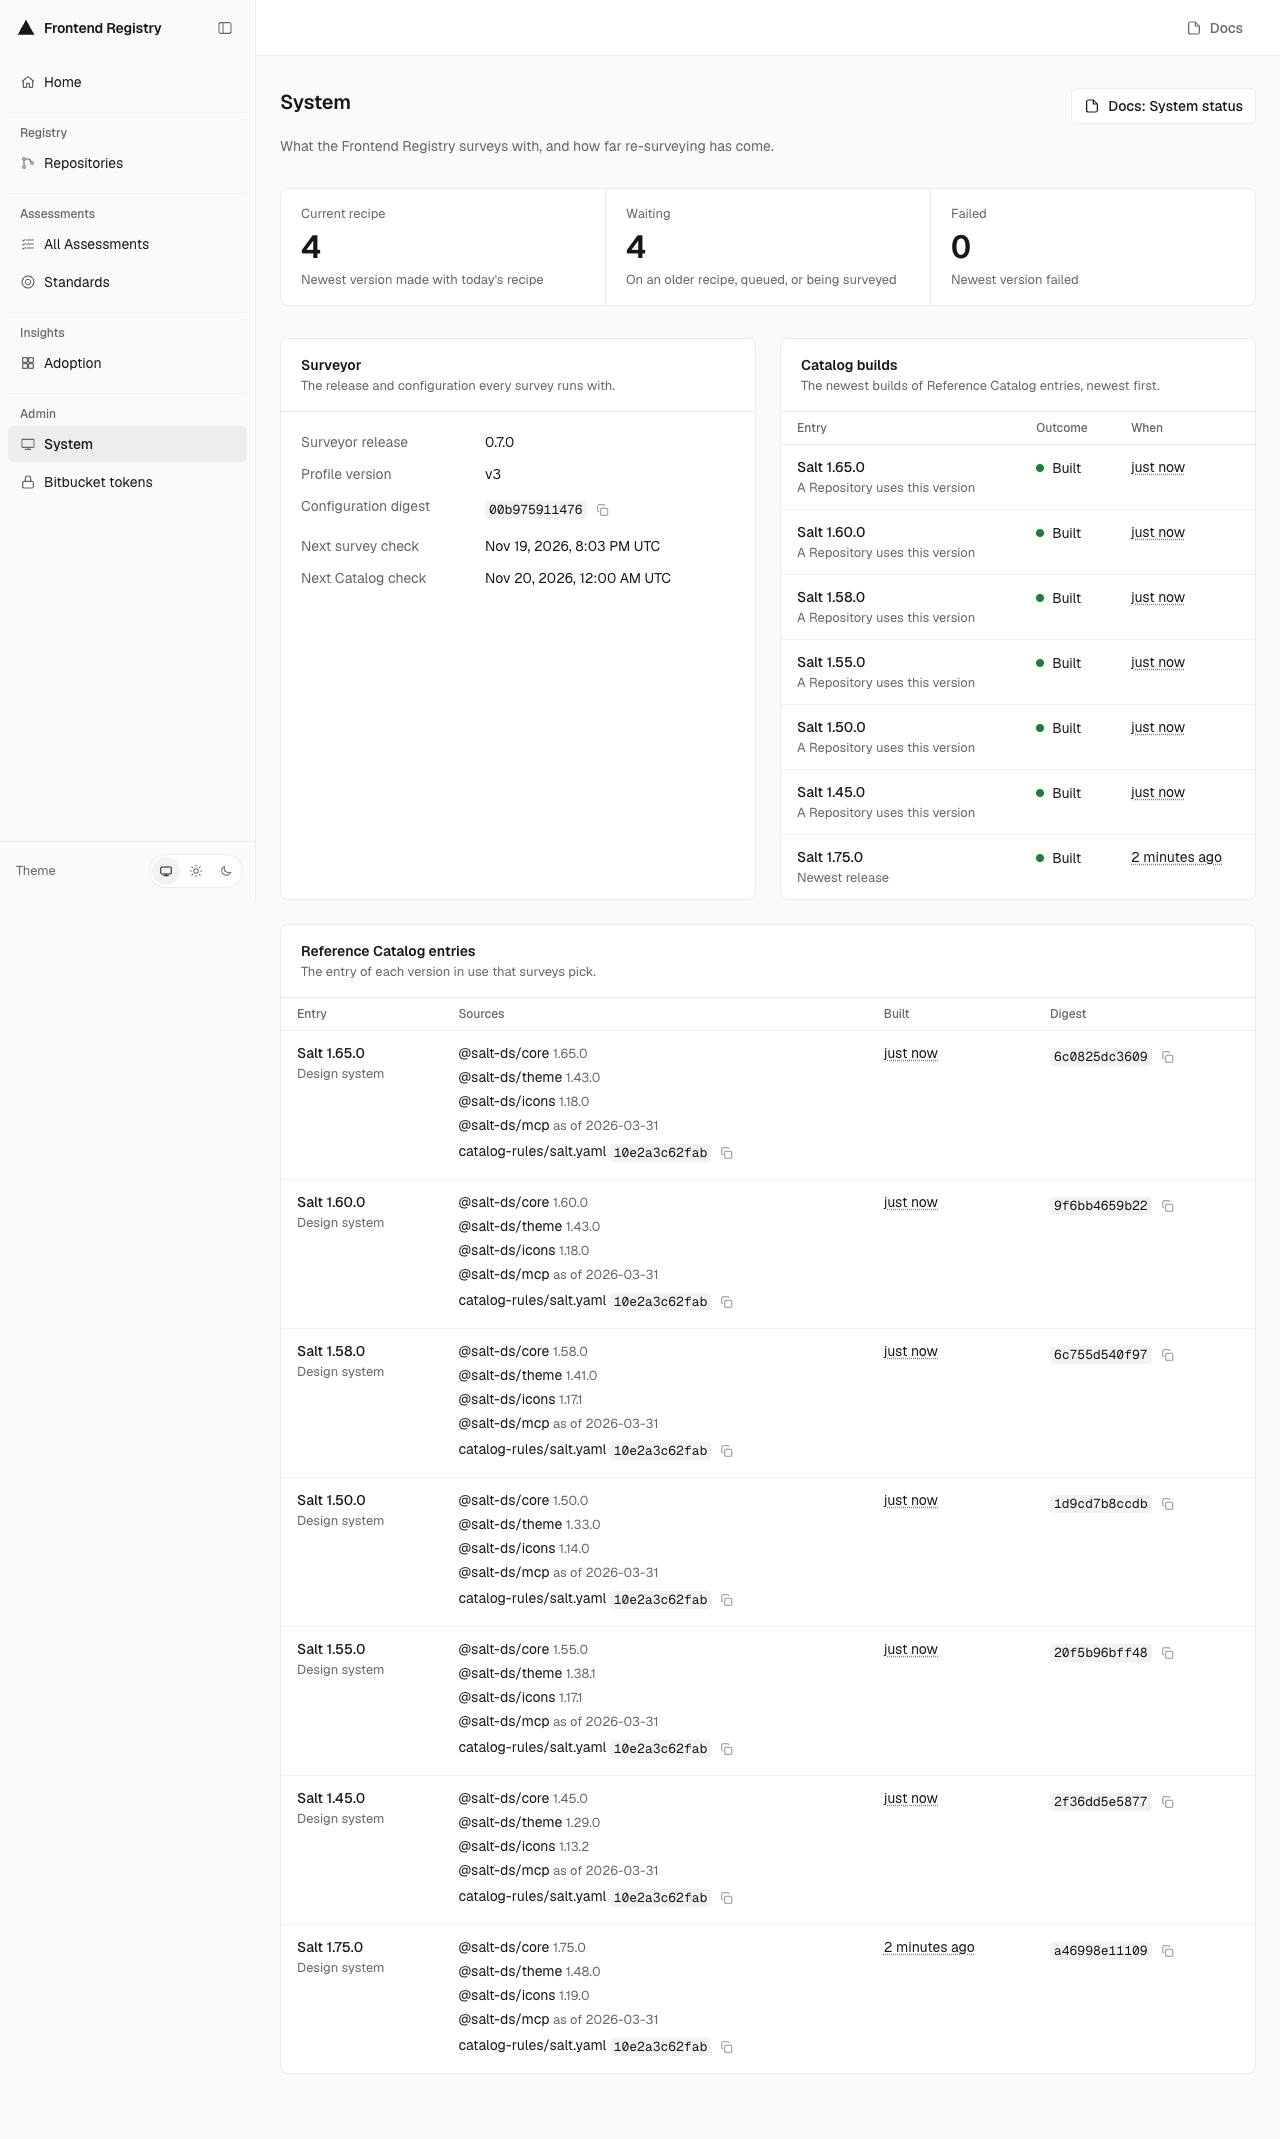 Frontend Registry
Docs
Home
Registry
Repositories
Assessments
All Assessments
Standards
Insights
Adoption
Admin
System
Bitbucket tokens
Theme
System
Docs: System status
What the Frontend Registry surveys with, and how far re-surveying has come.
Current recipe
4
Newest version made with today's recipe
Waiting
4
On an older recipe, queued, or being surveyed
Failed
0
Newest version failed
Surveyor
The release and configuration every survey runs with.
Surveyor release 0.7.0
Profile version v3
Configuration digest 00b975911476
Next survey check Nov 19, 2026, 8:03 PM UTC
Next Catalog check Nov 20, 2026, 12:00 AM UTC
Catalog builds
The newest builds of Reference Catalog entries, newest first.
Entry Outcome When
Salt 1.65.0 Built just now
A Repository uses this version
Salt 1.60.0 Built just now
A Repository uses this version
Salt 1.58.0 Built just now
A Repository uses this version
Salt 1.55.0 Built just now
A Repository uses this version
Salt 1.50.0 Built just now
A Repository uses this version
Salt 1.45.0 Built just now
A Repository uses this version
Salt 1.75.0 Built 2 minutes ago
Newest release
Reference Catalog entries
The entry of each version in use that surveys pick.
Entry Sources Built Digest
Salt 1.65.0 @salt-ds/core 1.65.0 just now 6c0825dc3609
Design system @salt-ds/theme 1.43.0
@salt-ds/icons 1.18.0
@salt-ds/mcp as of 2026-03-31
catalog-rules/salt.yaml 10e2a3c62fab
Salt 1.60.0 @salt-ds/core 1.60.0 just now 9f6bb4659b22
Design system @salt-ds/theme 1.43.0
@salt-ds/icons 1.18.0
@salt-ds/mcp as of 2026-03-31
catalog-rules/salt.yaml 10e2a3c62fab
Salt 1.58.0 @salt-ds/core 1.58.0 just now 6c755d540f97
Design system @salt-ds/theme 1.41.0
@salt-ds/icons 1.17.1
@salt-ds/mcp as of 2026-03-31
catalog-rules/salt.yaml 10e2a3c62fab
Salt 1.50.0 @salt-ds/core 1.50.0 just now 1d9cd7b8ccdb
Design system @salt-ds/theme 1.33.0
@salt-ds/icons 1.14.0
@salt-ds/mcp as of 2026-03-31
catalog-rules/salt.yaml 10e2a3c62fab
Salt 1.55.0 @salt-ds/core 1.55.0 just now 20f5b96bff48
Design system @salt-ds/theme 1.38.1
@salt-ds/icons 1.17.1
@salt-ds/mcp as of 2026-03-31
catalog-rules/salt.yaml 10e2a3c62fab
Salt 1.45.0 @salt-ds/core 1.45.0 just now 2f36dd5e5877
Design system @salt-ds/theme 1.29.0
@salt-ds/icons 1.13.2
@salt-ds/mcp as of 2026-03-31
catalog-rules/salt.yaml 10e2a3c62fab
Salt 1.75.0 @salt-ds/core 1.75.0 2 minutes ago a46998e11109
Design system @salt-ds/theme 1.48.0
@salt-ds/icons 1.19.0
@salt-ds/mcp as of 2026-03-31
catalog-rules/salt.yaml 10e2a3c62fab